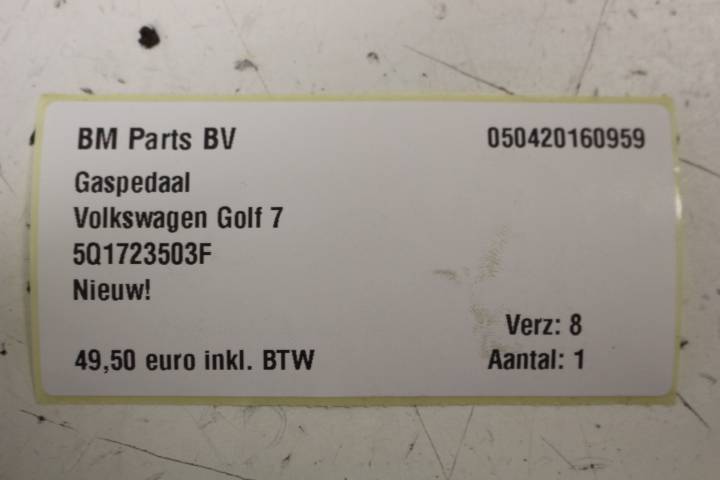 BM Parts BV 050420160959
Gaspedaal
Volkswagen Golf 7
5Q1723503F
Nieuw!
Verz: 8
49,50 euro inkl. BTW Aantal: 1